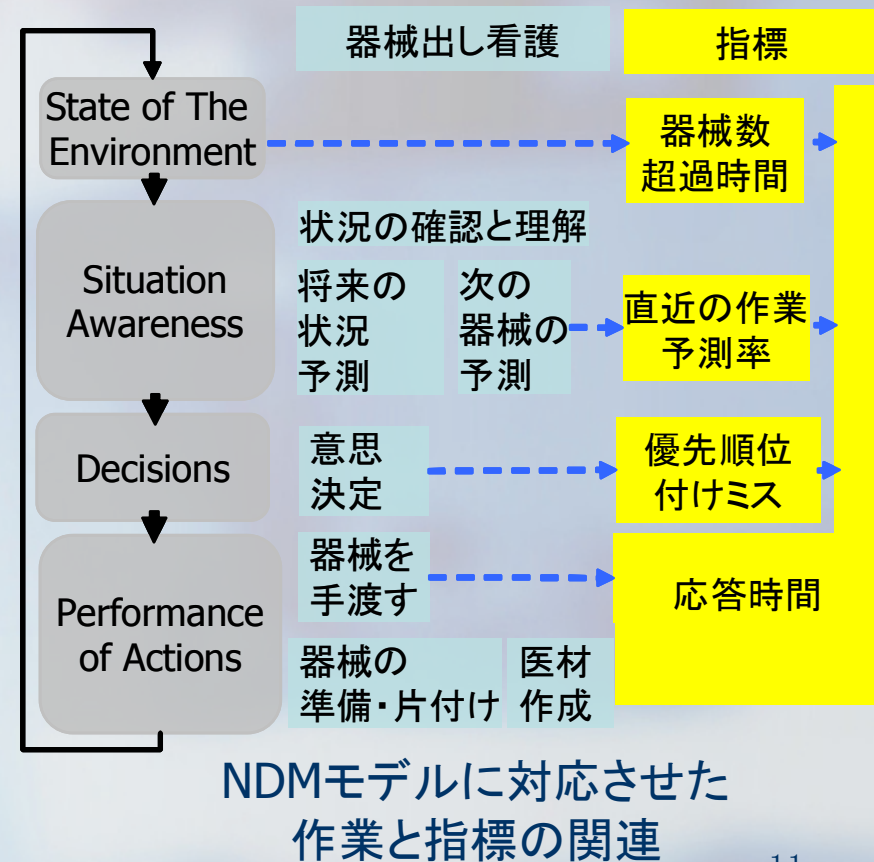 器械出し看護
指標
State of The
Environment
器械数
超過時間
Situation
Awareness
状況の確認と理解
将来の
状況
予測
次の
器械の
予測
直近の作業
予測率
Decisions
意思
決定
優先順位
付けミス
Performance
of Actions
器械を
手渡す
応答時間
器械の
準備・片付け
医材
作成
NDMモデルに対応させた
作業と指標の関連
11